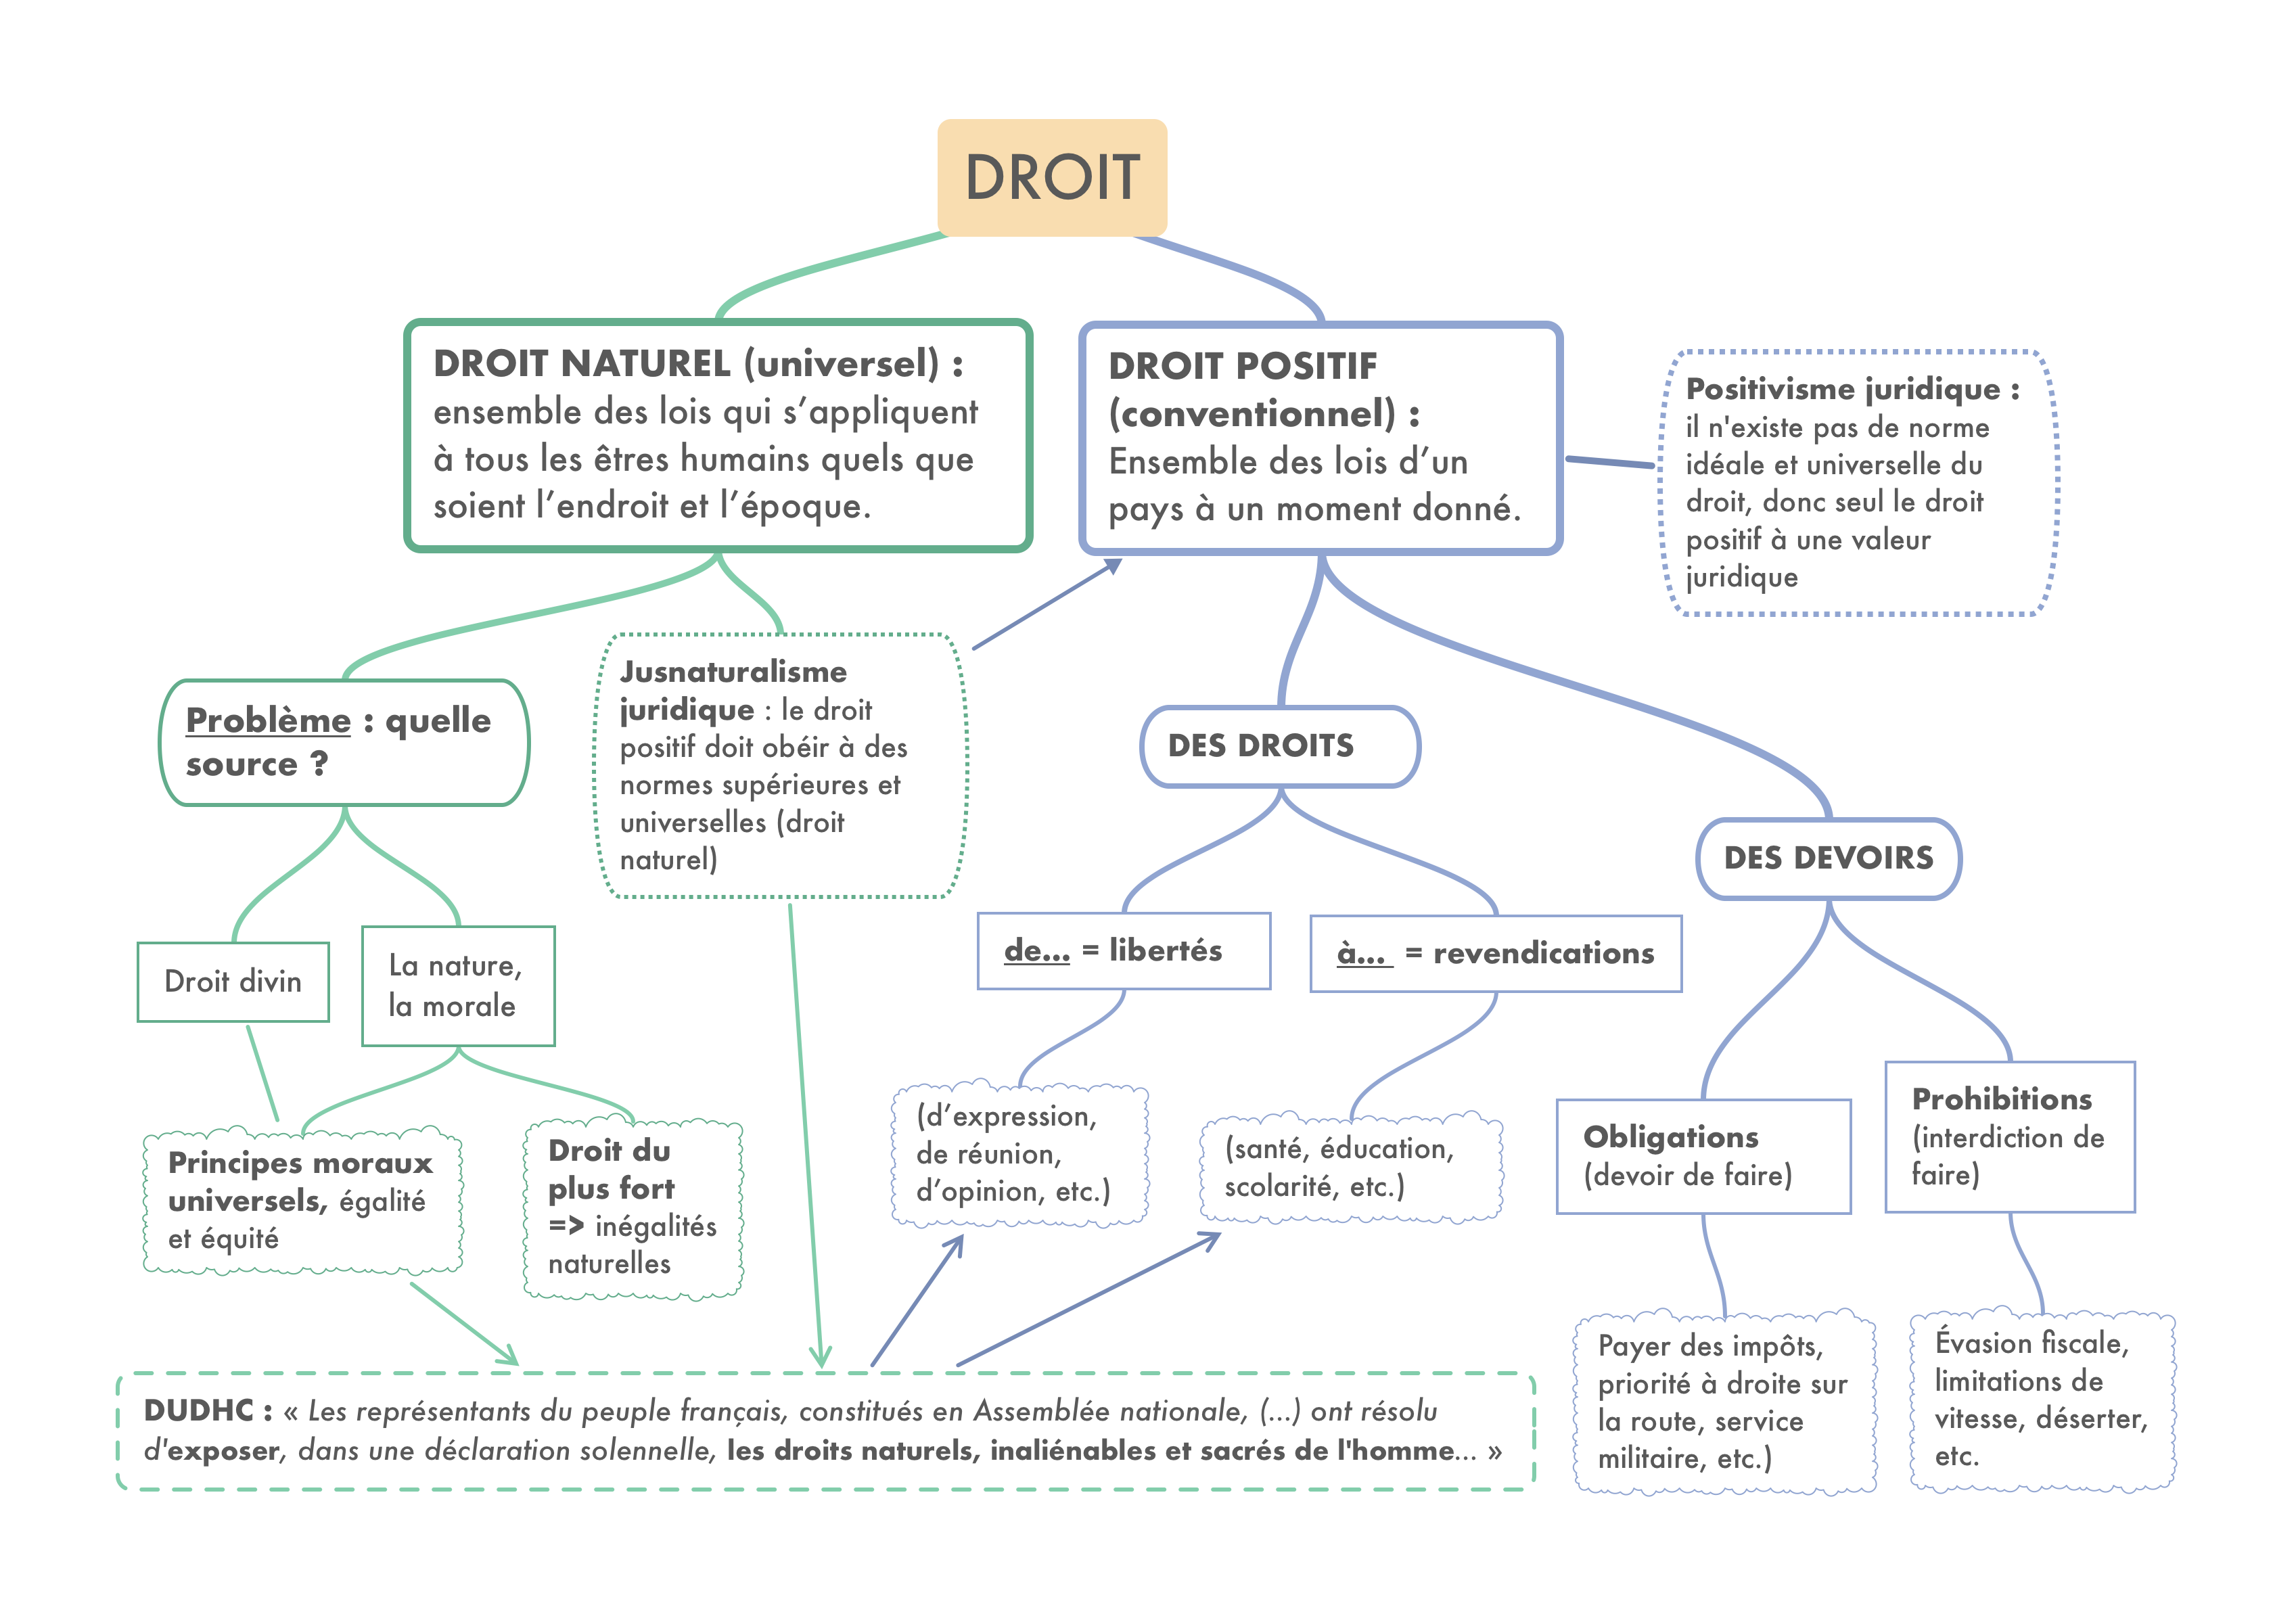 DROIT
DROIT NATUREL (universel) :
ensemble des lois qui s’appliquent
à tous les êtres humains quels que
soient l’endroit et l’époque.
DROIT POSITIF
(conventionnel) :
Ensemble des lois d’un
pays à un moment donné.
Positivisme juridique :
il n'existe pas de norme
idéale et universelle du
droit, donc seul le droit
positif à une valeur
juridique
Problème : quelle
source ?
Jusnaturalisme
juridique : le droit
positif doit obéir à des
normes supérieures et
universelles (droit
naturel)
DES DROITS
DES DEVOIRS
Droit divin
La nature,
la morale
de... = libertés
à... = revendications
Principes moraux
universels, égalité
et équité
Droit du
plus fort
=> inégalités
naturelles
(d’expression,
de réunion,
d’opinion, etc.)
(santé, éducation,
scolarité, etc.)
Obligations
(devoir de faire)
Prohibitions
(interdiction de
faire)
Payer des impôts,
priorité à droite sur
la route, service
militaire, etc.)
Évasion fiscale,
limitations de
vitesse, déserter,
etc.
DUDHC : « Les représentants du peuple français, constitués en Assemblée nationale, (...) ont résolu
d'exposer, dans une déclaration solennelle, les droits naturels, inaliénables et sacrés de l'homme... »